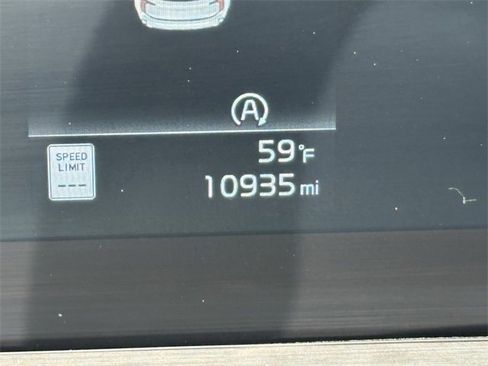 A
59°F
SPEED
LIMIT
---
10935 mi